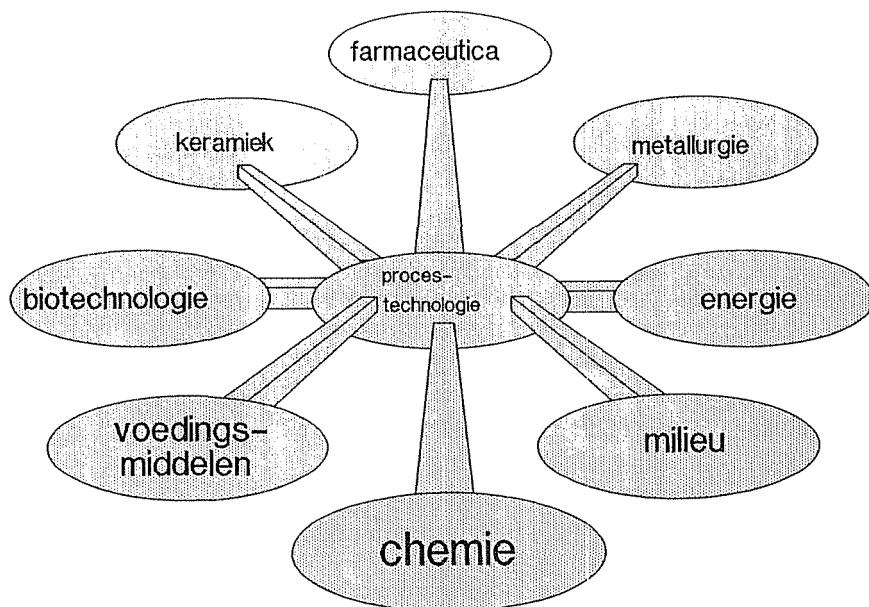 farmaceutica
keramiek
metallurgie
proces-
technologie
biotechnologie
energie
voedings-
middelen
milieu
chemie